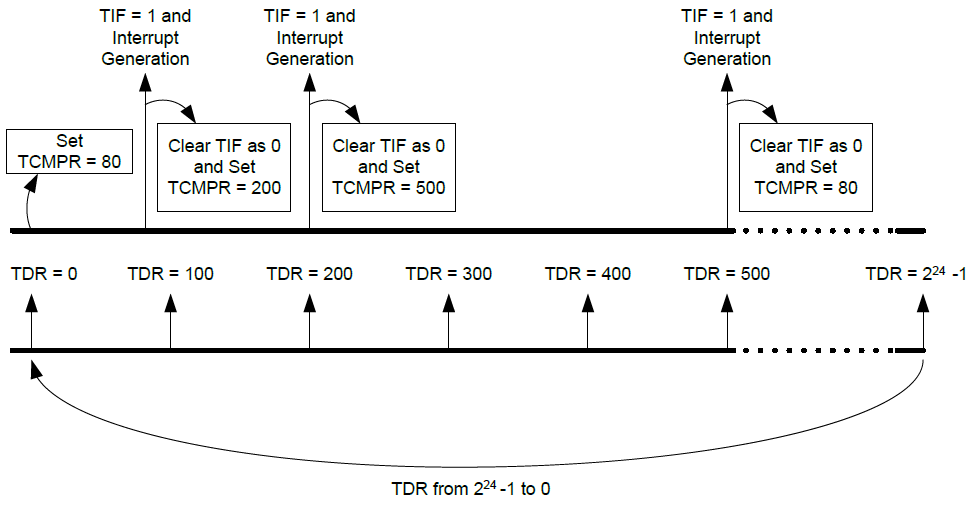 TIF = 1 and
Interrupt
Generation
TIF = 1 and
Interrupt
Generation
TIF = 1 and
Interrupt
Generation
Set
TCMPR = 80
Clear TIF as 0
and Set
TCMPR = 200
Clear TIF as 0
and Set
TCMPR = 500
Clear TIF as 0
and Set
TCMPR = 80
TDR = 0
TDR = 100
TDR = 200
TDR = 300
TDR = 400
TDR = 500
TDR = 2²⁴ -1
TDR from 2²⁴ -1 to 0